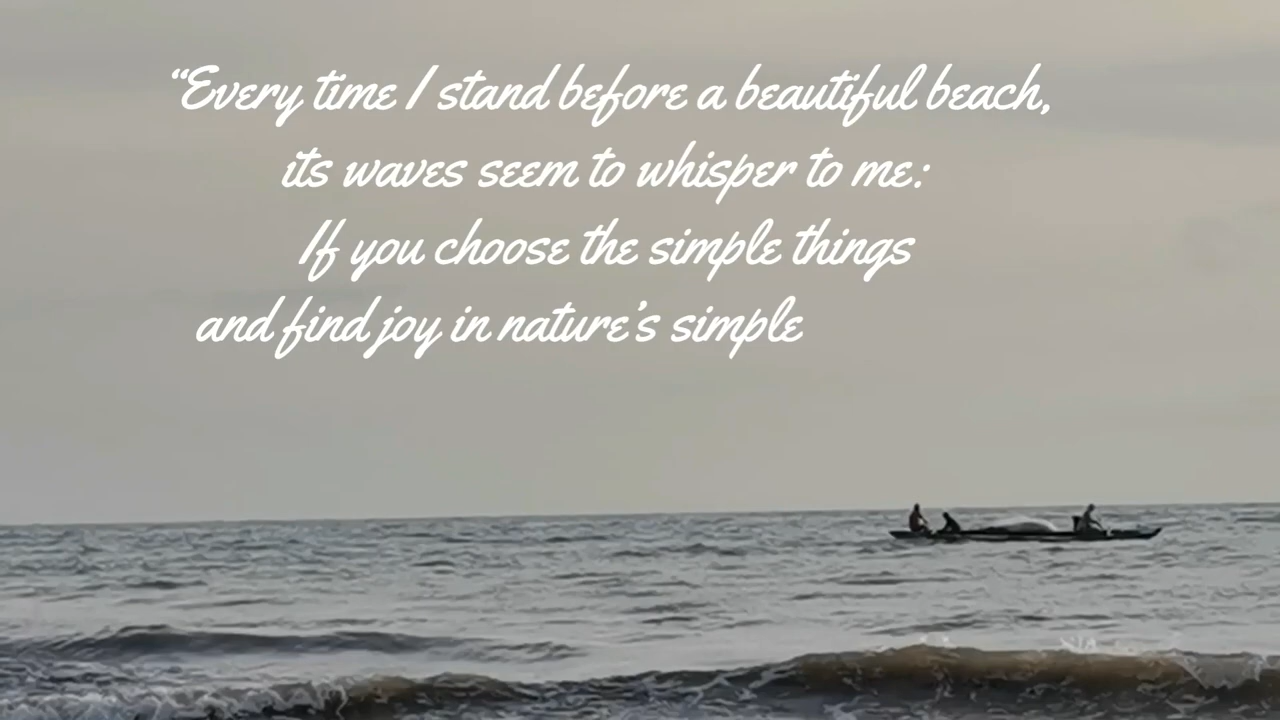 “Every time I stand before a beautiful beach,
its waves seem to whisper to me:
If you choose the simple things
and find joy in nature’s simple